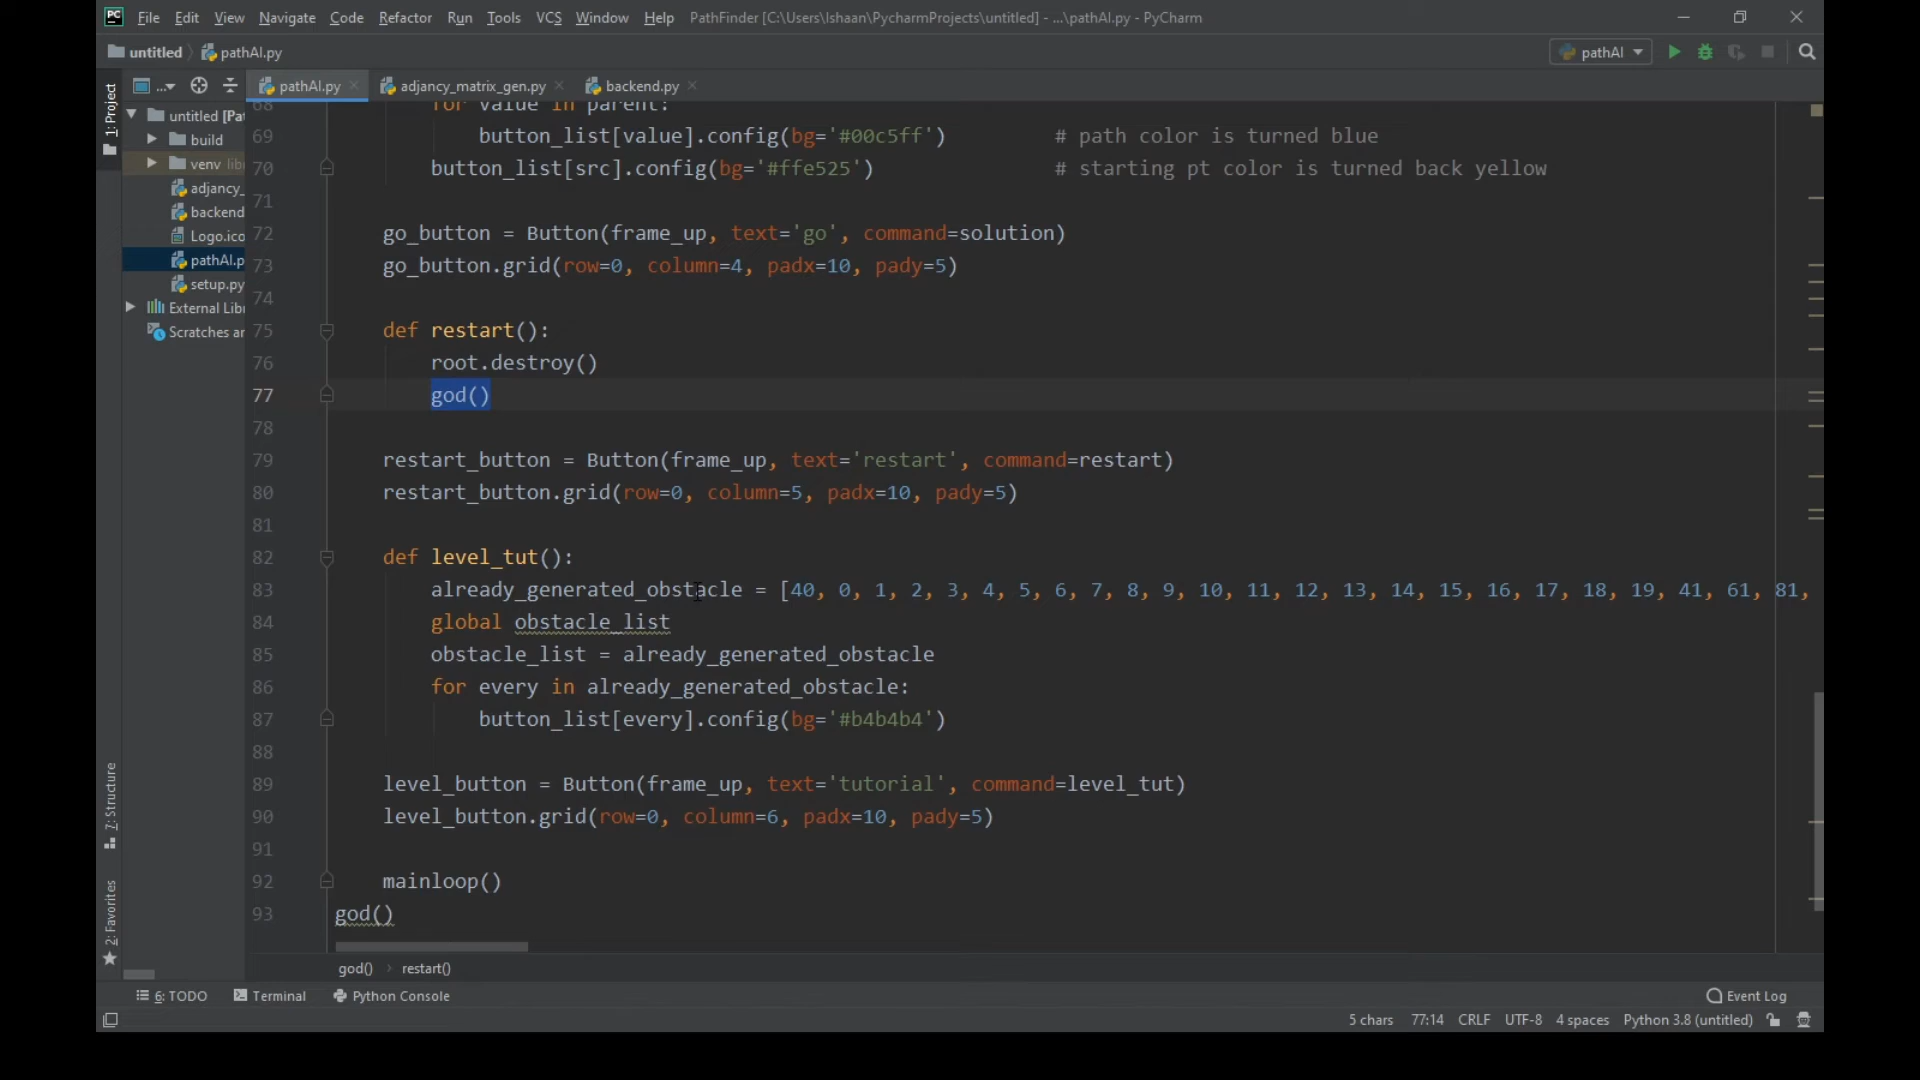 File Edit View Navigate Code Refactor Run Tools VCS Window Help PathFinder [C:\Users\Ishaan\PycharmProjects\untitled] - ...\pathAI.py - PyCharm
untitled pathAI.py pathAI
1: Project
... pathAI.py adjancy_matrix_gen.py backend.py
untitled [Pat
build
venv lib
adjancy_
backend
Logo.ico
pathAI.p
setup.py
External Lib
Scratches ar
68 for value in parent:
69 button_list[value].config(bg='#00c5ff') # path color is turned blue
70 button_list[src].config(bg='#ffe525') # starting pt color is turned back yellow
71
72 go_button = Button(frame_up, text='go', command=solution)
73 go_button.grid(row=0, column=4, padx=10, pady=5)
74
75 def restart():
76 root.destroy()
77 god()
78
79 restart_button = Button(frame_up, text='restart', command=restart)
80 restart_button.grid(row=0, column=5, padx=10, pady=5)
81
82 def level_tut():
83 already_generated_obstacle = [40, 0, 1, 2, 3, 4, 5, 6, 7, 8, 9, 10, 11, 12, 13, 14, 15, 16, 17, 18, 19, 41, 61, 81,
84 global obstacle_list
85 obstacle_list = already_generated_obstacle
86 for every in already_generated_obstacle:
87 button_list[every].config(bg='#b4b4b4')
88
89 level_button = Button(frame_up, text='tutorial', command=level_tut)
90 level_button.grid(row=0, column=6, padx=10, pady=5)
91
92 mainloop()
93 god()
7: Structure
2: Favorites
god() restart()
6: TODO Terminal Python Console Event Log
5 chars 77:14 CRLF UTF-8 4 spaces Python 3.8 (untitled)